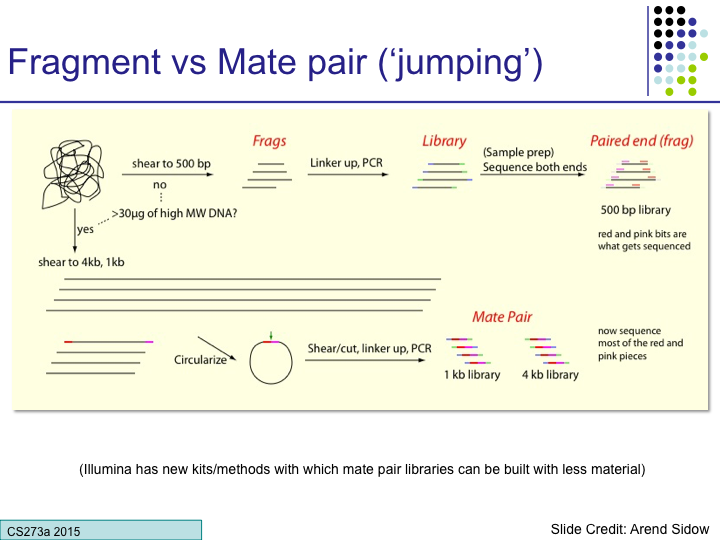 Fragment vs Mate pair (‘jumping’)
Frags
Library
Paired end (frag)
shear to 500 bp
Linker up, PCR
(Sample prep)
Sequence both ends
no
>30µg of high MW DNA?
yes
500 bp library
red and pink bits are
what gets sequenced
shear to 4kb, 1kb
Mate Pair
Circularize
Shear/cut, linker up, PCR
now sequence
most of the red and
pink pieces
1 kb library
4 kb library
(Illumina has new kits/methods with which mate pair libraries can be built with less material)
CS273a 2015
Slide Credit: Arend Sidow